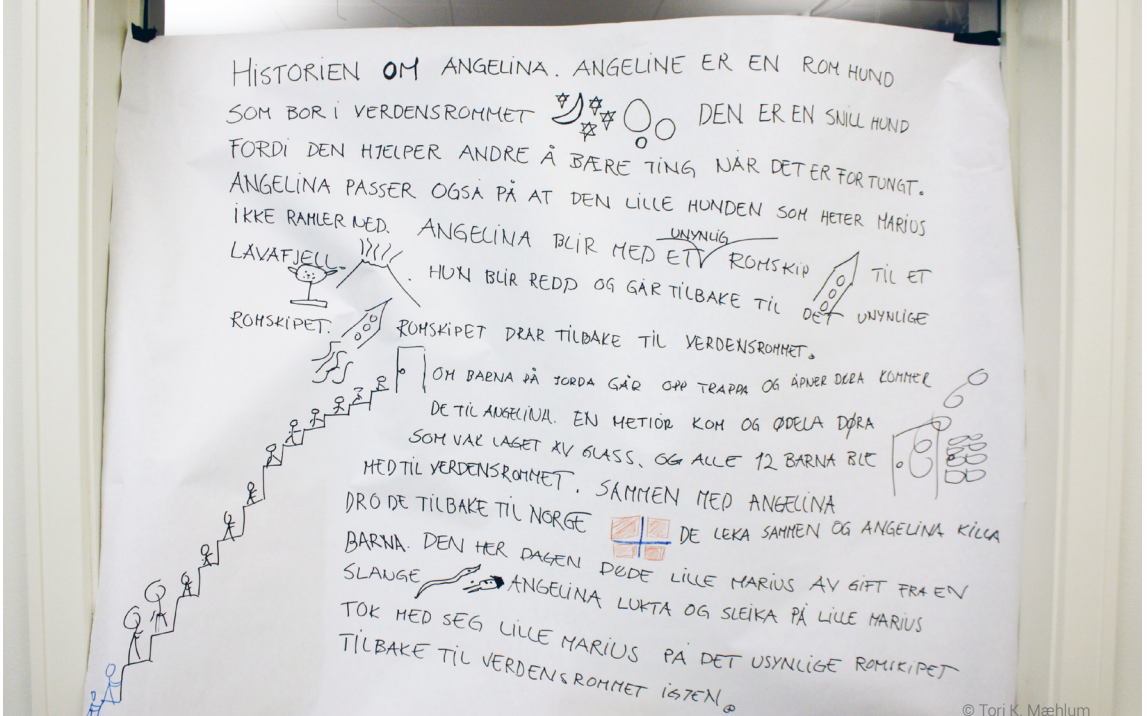 HISTORIEN OM ANGELINA. ANGELINE ER EN ROM HUND
SOM BOR I VERDENSROMMET DEN ER EN SNILL HUND
FORDI DEN HJELPER ANDRE Å BÆRE TING NÅR DET ER FOR TUNGT.
ANGELINA PASSER OGSÅ PÅ AT DEN LILLE HUNDEN SOM HETER MARIUS
IKKE RAMLER NED. ANGELINA BLIR MED ET UNYNLIG ROMSKIP TIL ET
LAVAFJELL. HUN BLIR REDD OG GÅR TILBAKE TIL DET UNYNLIGE
ROMSKIPET. ROMSKIPET DRAR TILBAKE TIL VERDENSROMMET.
OM BARNA PÅ JORDA GÅR OPP TRAPPA OG ÅPNER DØRA KOMMER
DE TIL ANGELINA. EN METIOR KOM OG ØDELA DØRA
SOM VAR LAGET AV GLASS. OG ALLE 12 BARNA BLE
MED TIL VERDENSROMMET. SAMMEN MED ANGELINA
DRO DE TILBAKE TIL NORGE DE LEKA SAMMEN OG ANGELINA KILLA
BARNA. DEN HER DAGEN DØDE LILLE MARIUS AV GIFT FRA EN
SLANGE ANGELINA LUKTA OG SLEIKA PÅ LILLE MARIUS
TOK MED SEG LILLE MARIUS PÅ DET USYNLIGE ROMSKIPET
TILBAKE TIL VERDENSROMMET IGJEN.
© Tori K. Mæhlum